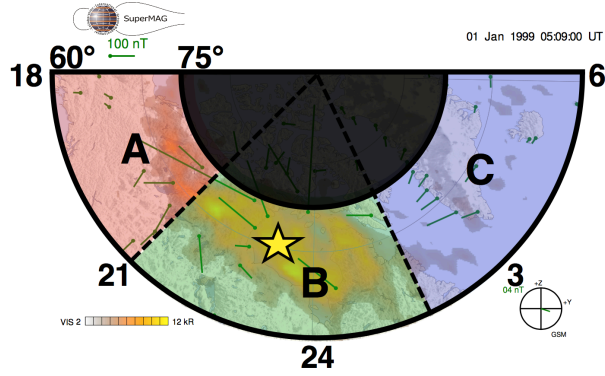 SuperMAG
01 Jan 1999 05:09:00 UT
100 nT
60° 75°
18 6
A
C
B
21
3
04 nT
+Z
+Y
GSM
VIS 2 12 kR
24